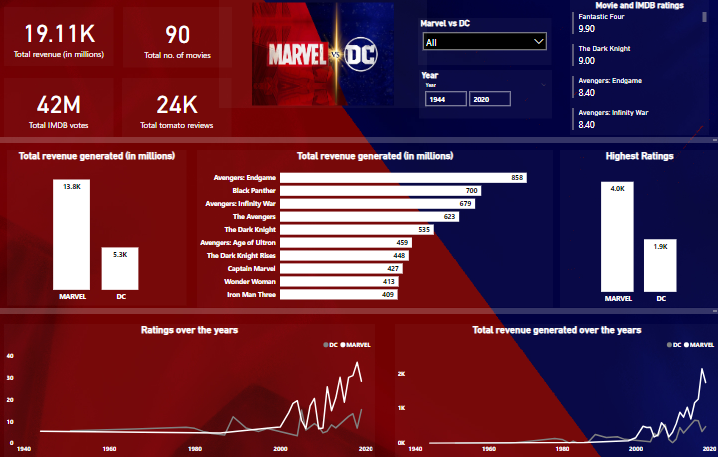 19.11K
Total revenue (in millions)
90
Total no. of movies
42M
Total IMDB votes
24K
Total tomato reviews
MARVEL VS DC
Marvel vs DC
All
Year
Year
1944
2020
Movie and IMDB ratings
Fantastic Four
9.90
The Dark Knight
9.00
Avengers: Endgame
8.40
Avengers: Infinity War
8.40
Total revenue generated (in millions)
13.8K
5.3K
MARVEL
DC
Total revenue generated (in millions)
Avengers: Endgame 858
Black Panther 700
Avengers: Infinity War 679
The Avengers 623
The Dark Knight 535
Avengers: Age of Ultron 459
The Dark Knight Rises 448
Captain Marvel 427
Wonder Woman 413
Iron Man Three 409
Highest Ratings
4.0K
1.9K
MARVEL
DC
Ratings over the years
DC MARVEL
40
30
20
10
0
1940 1960 1980 2000 2020
Total revenue generated over the years
DC MARVEL
2K
1K
0K
1940 1960 1980 2000 2020